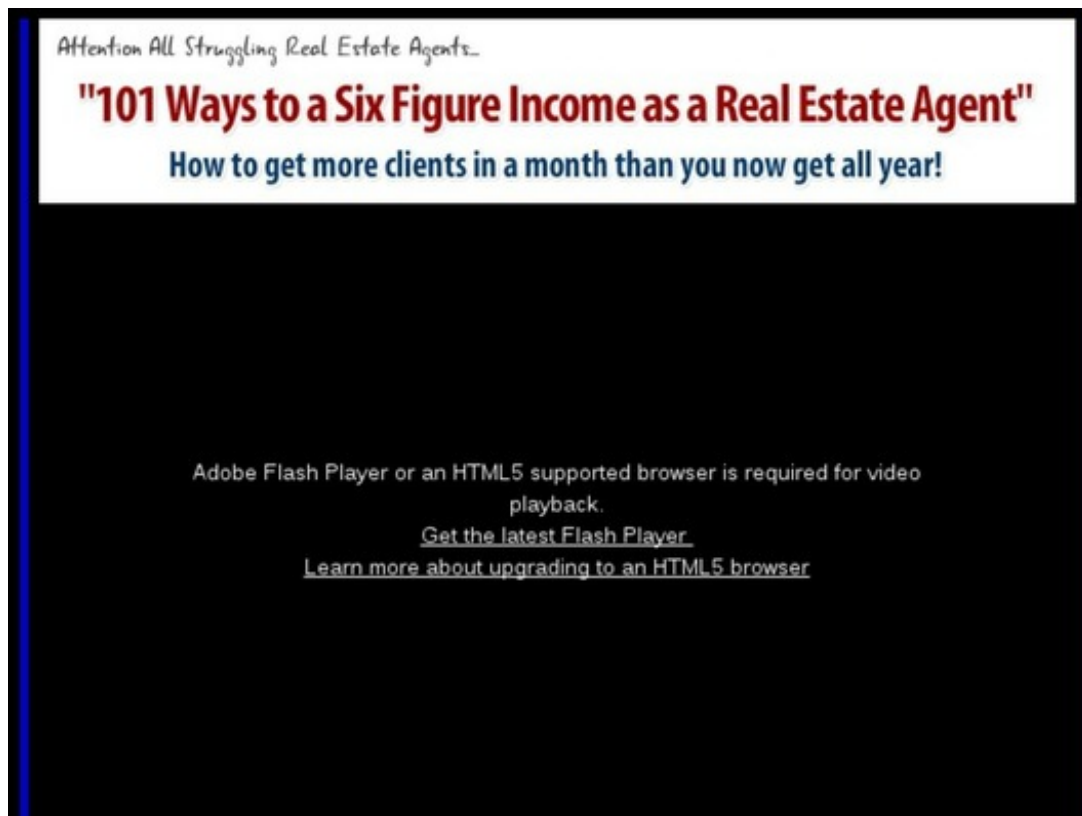 Attention All Struggling Real Estate Agents...
"101 Ways to a Six Figure Income as a Real Estate Agent"
How to get more clients in a month than you now get all year!
Adobe Flash Player or an HTML5 supported browser is required for video
playback.
Get the latest Flash Player
Learn more about upgrading to an HTML5 browser